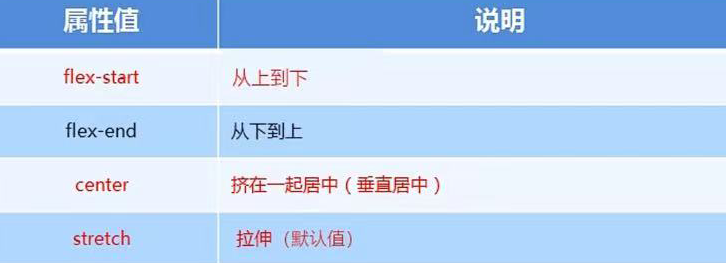 属性值 说明
flex-start 从上到下
flex-end 从下到上
center 挤在一起居中（垂直居中）
stretch 拉伸（默认值）